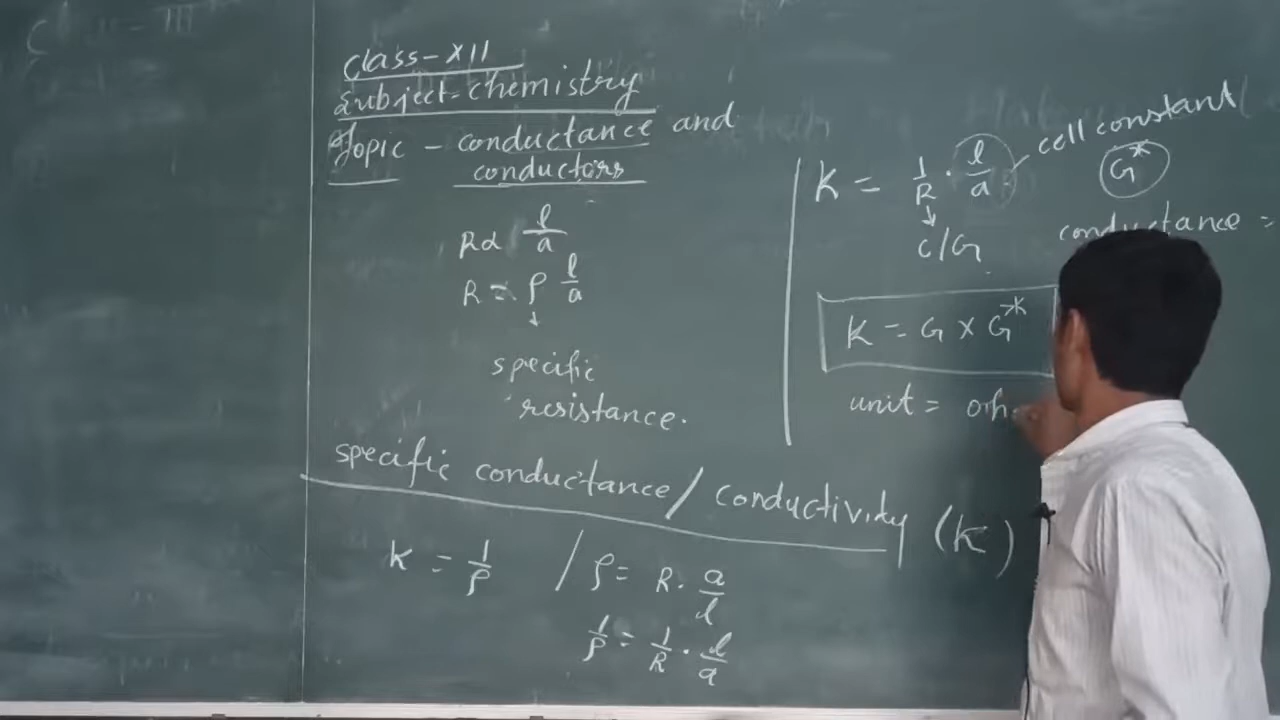 Class-XII
Subject-chemistry
Topic - conductance and
conductors
R α l/a
R = ρ l/a
↓
specific
resistance.
specific conductance / conductivity (K)
K = 1/ρ / ρ = R · a/l
1/ρ = 1/R · l/a
K = 1/R · l/a cell constant
G*
↓
C/G
conductance =
K = G × G*
unit = oh